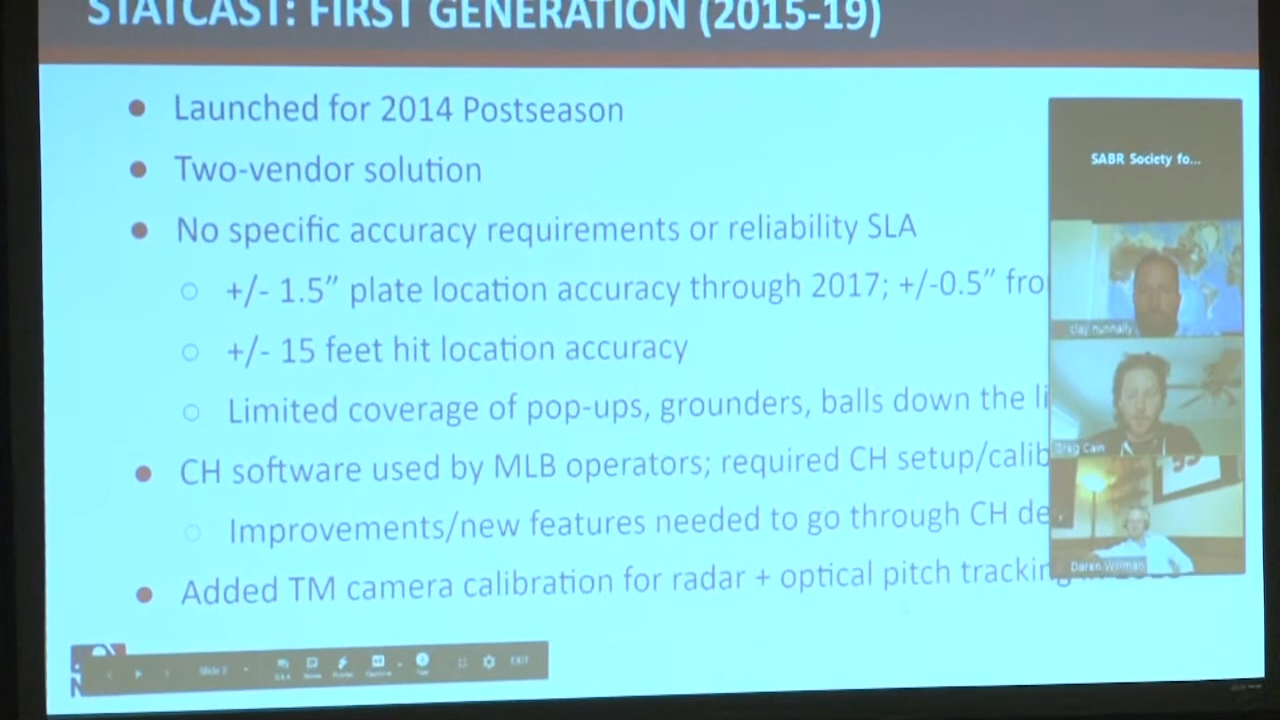 STATCAST: FIRST GENERATION (2015-19)
Launched for 2014 Postseason
Two-vendor solution
No specific accuracy requirements or reliability SLA
+/- 1.5” plate location accuracy through 2017; +/-0.5” fro
+/- 15 feet hit location accuracy
Limited coverage of pop-ups, grounders, balls down the li
CH software used by MLB operators; required CH setup/calib
Improvements/new features needed to go through CH de
Added TM camera calibration for radar + optical pitch trackin
SABR Society fo...
clay nunnally
Greg Cain
Daren Willman
Slide
EXIT